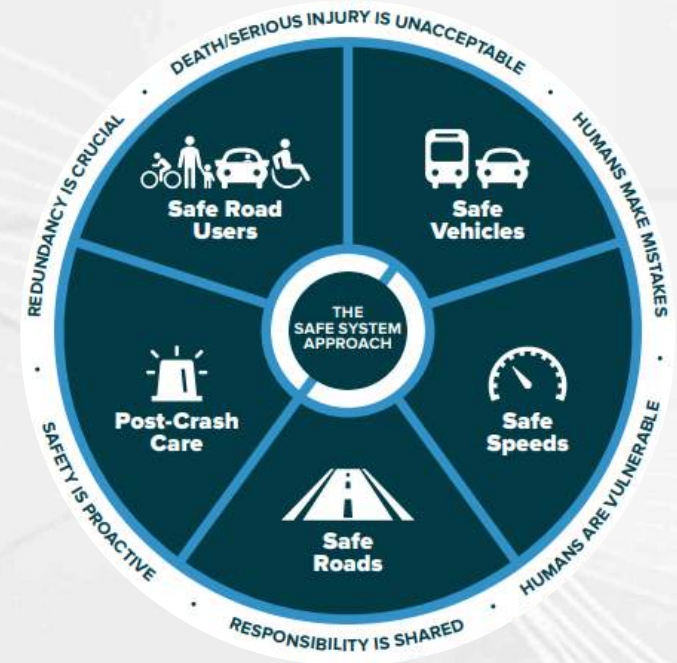 DEATH/SERIOUS INJURY IS UNACCEPTABLE
HUMANS MAKE MISTAKES
HUMANS ARE VULNERABLE
RESPONSIBILITY IS SHARED
SAFETY IS PROACTIVE
REDUNDANCY IS CRUCIAL
Safe Road
Users
Safe
Vehicles
THE
SAFE SYSTEM
APPROACH
Post-Crash
Care
Safe
Speeds
Safe
Roads